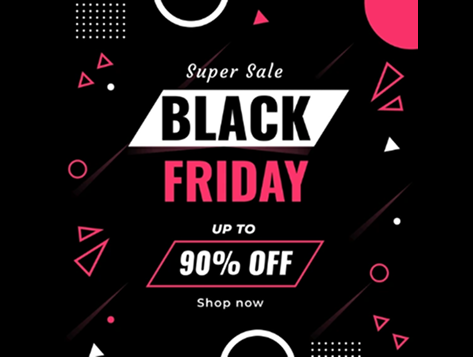 Super Sale
BLACK
FRIDAY
UP TO
90% OFF
Shop now